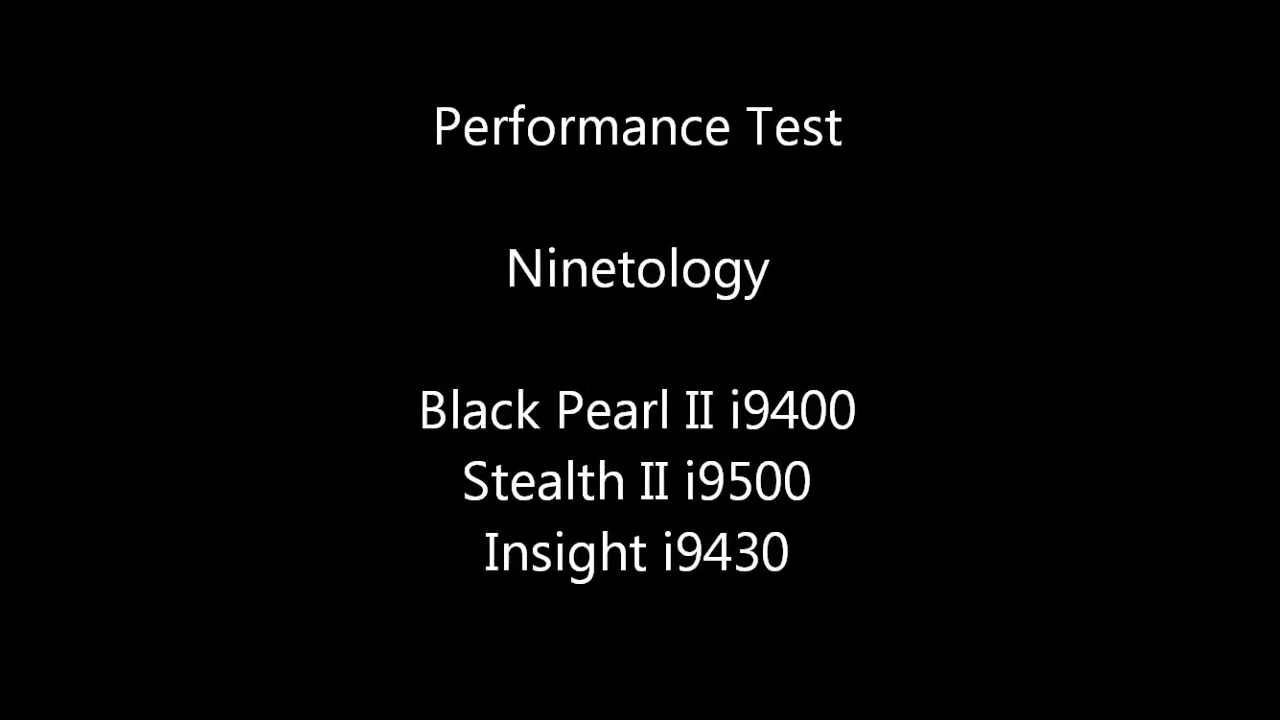 Performance Test
Ninetology
Black Pearl II i9400
Stealth II i9500
Insight i9430